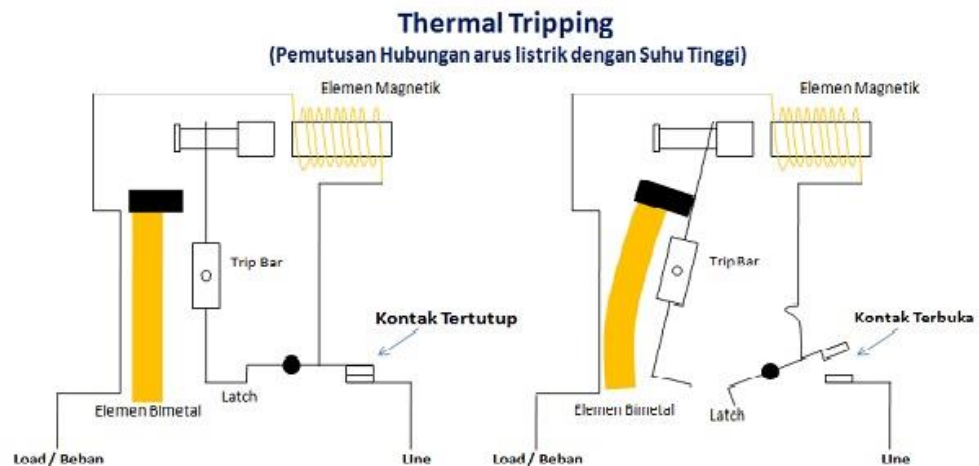 Thermal Tripping
(Pemutusan Hubungan arus listrik dengan Suhu Tinggi)
Elemen Magnetik
Trip Bar
Kontak Tertutup
Latch
Elemen Bimetal
Load / Beban
Line
Elemen Magnetik
Trip Bar
Kontak Terbuka
Latch
Elemen Bimetal
Load / Beban
Line